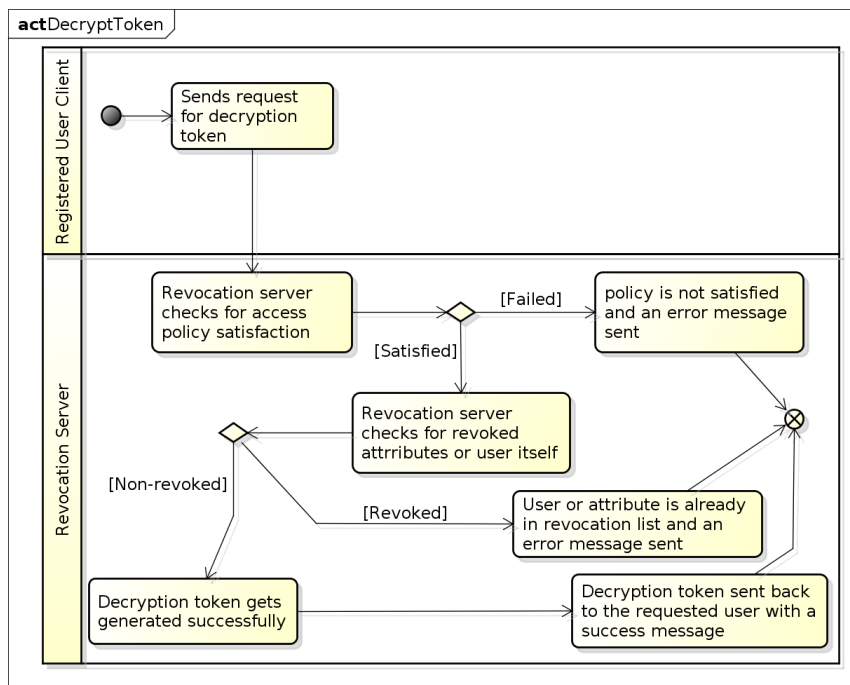 actDecryptToken
Registered User Client
Sends request
for decryption
token
Revocation Server
Revocation server
checks for access
policy satisfaction
[Failed]
policy is not satisfied
and an error message
sent
[Satisfied]
Revocation server
checks for revoked
attrributes or user itself
[Non-revoked]
[Revoked]
User or attribute is already
in revocation list and an
error message sent
Decryption token gets
generated successfully
Decryption token sent back
to the requested user with a
success message